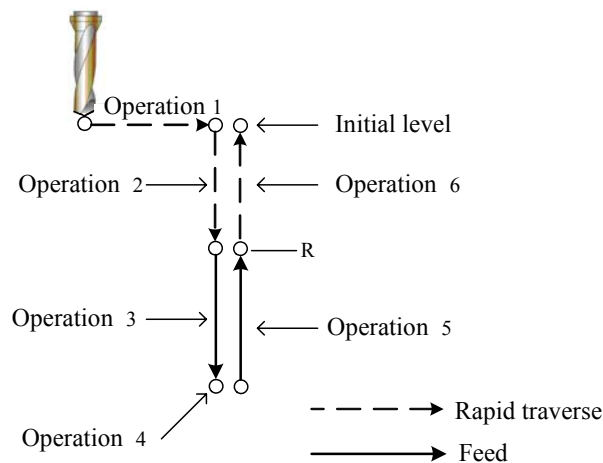 Operation 1
Initial level
Operation 2
Operation 6
R
Operation 3
Operation 5
Operation 4
Rapid traverse
Feed